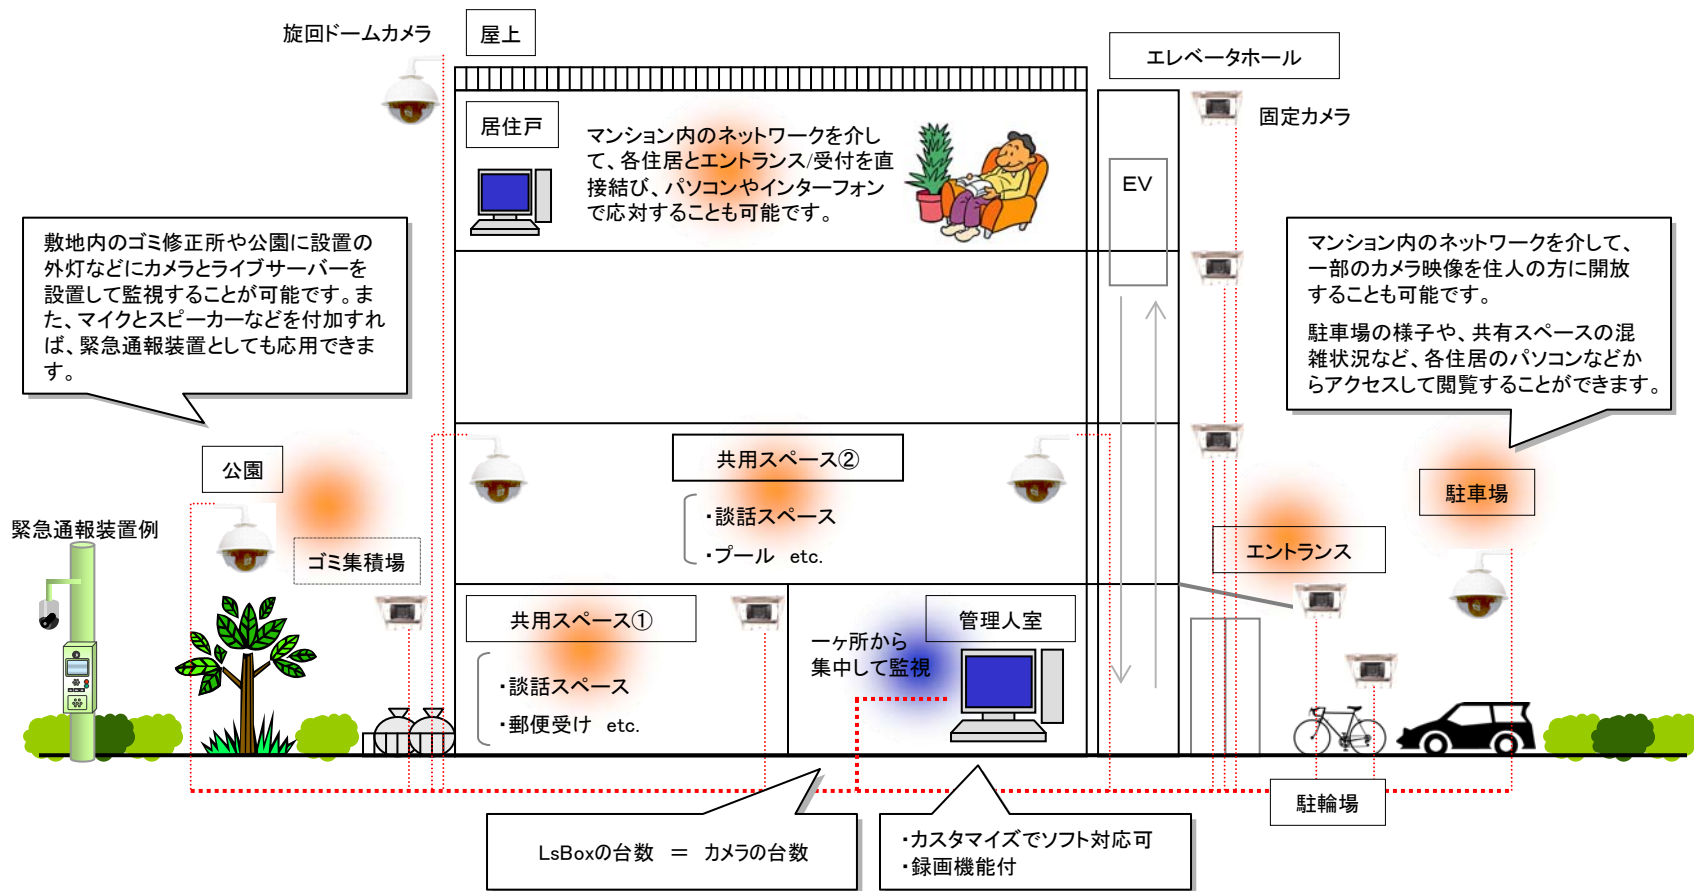 旋回ドームカメラ
屋上
エレベータホール
固定カメラ
居住戸
マンション内のネットワークを介し
て、各住居とエントランス/受付を直
接結び、パソコンやインターフォン
で応対することも可能です。
EV
敷地内のゴミ修正所や公園に設置の
外灯などにカメラとライブサーバーを
設置して監視することが可能です。ま
た、マイクとスピーカーなどを付加すれ
ば、緊急通報装置としても応用できま
す。
マンション内のネットワークを介して、
一部のカメラ映像を住人の方に開放
することも可能です。
駐車場の様子や、共有スペースの混
雑状況など、各住居のパソコンなどか
らアクセスして閲覧することができます。
公園
共用スペース②
・談話スペース
・プール etc.
駐車場
緊急通報装置例
ゴミ集積場
エントランス
共用スペース①
・談話スペース
・郵便受け etc.
一ヶ所から
集中して監視
管理人室
駐輪場
LsBoxの台数 ＝ カメラの台数
・カスタマイズでソフト対応可
・録画機能付